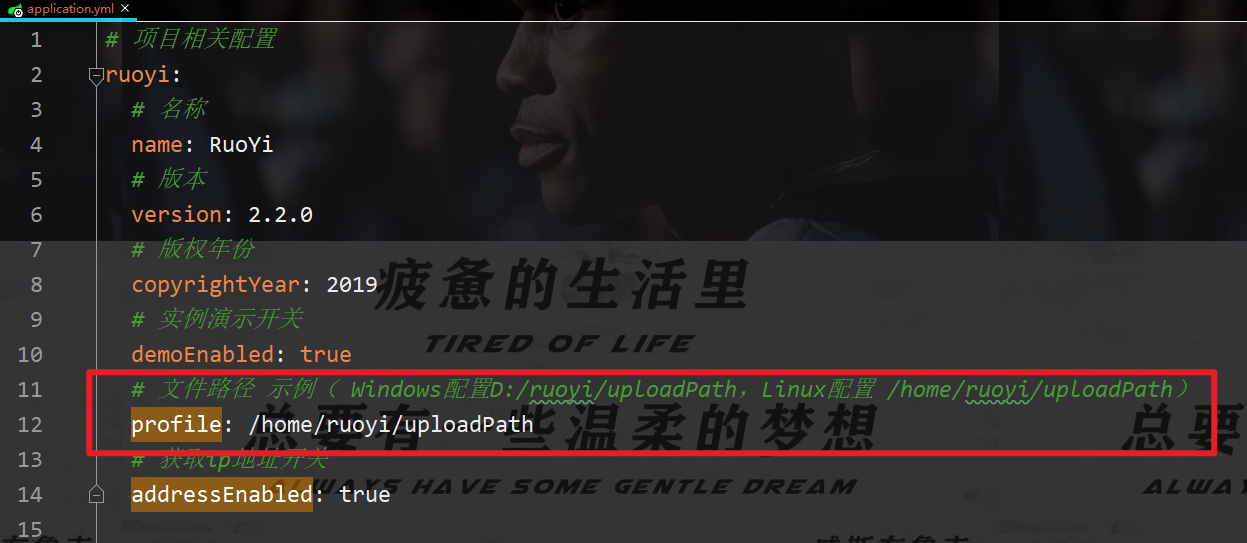 application.yml
1 # 项目相关配置
2 ruoyi:
3 # 名称
4 name: RuoYi
5 # 版本
6 version: 2.2.0
7 # 版权年份
8 copyrightYear: 2019
疲惫的生活里
9 # 实例演示开关
TIRED OF LIFE
10 demoEnabled: true
11 # 文件路径 示例（ Windows配置D:/ruoyi/uploadPath，Linux配置 /home/ruoyi/uploadPath）
12 profile: /home/ruoyi/uploadPath
总要有 些温柔的梦想
总要
13 # 获取ip地址开关
ALWAYS HAVE SOME GENTLE DREAM
ALWAY
14 addressEnabled: true
15